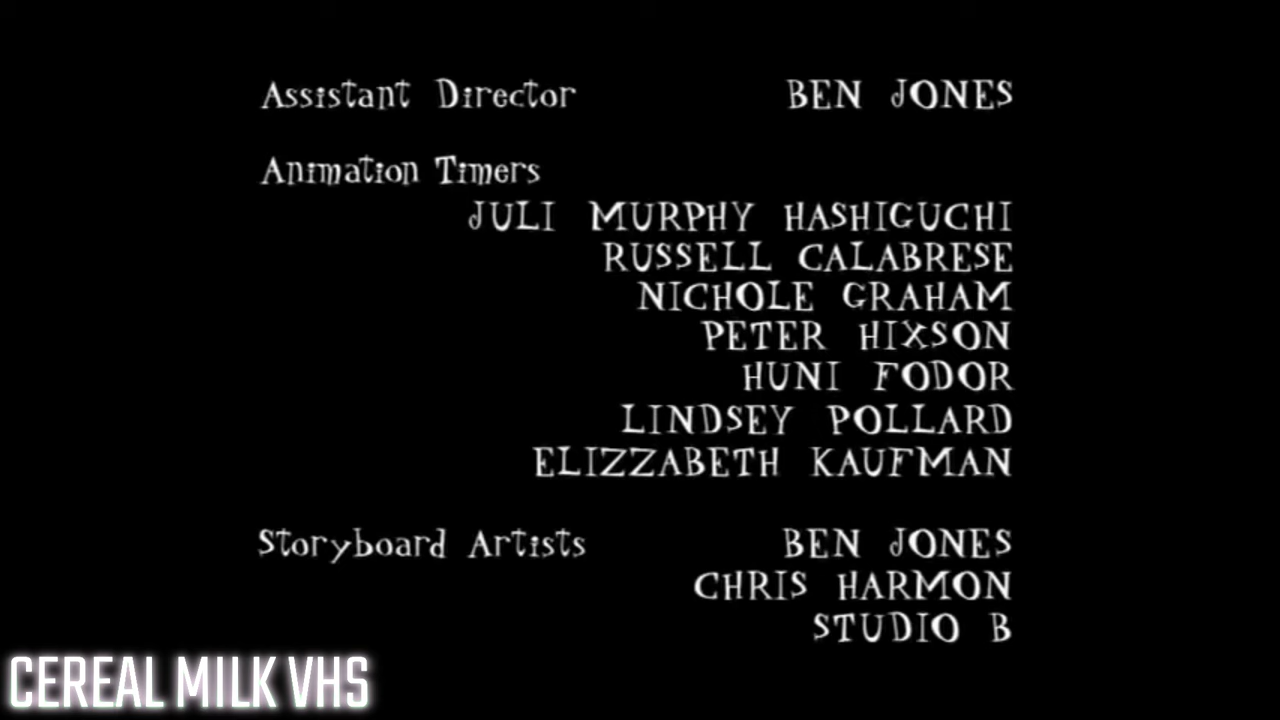 Assistant Director BEN JONES
Animation Timers
JULI MURPHY HASHIGUCHI
RUSSELL CALABRESE
NICHOLE GRAHAM
PETER HIXSON
HUNI FODOR
LINDSEY POLLARD
ELIZZABETH KAUFMAN
Storyboard Artists BEN JONES
CHRIS HARMON
STUDIO B
CEREAL MILK VHS